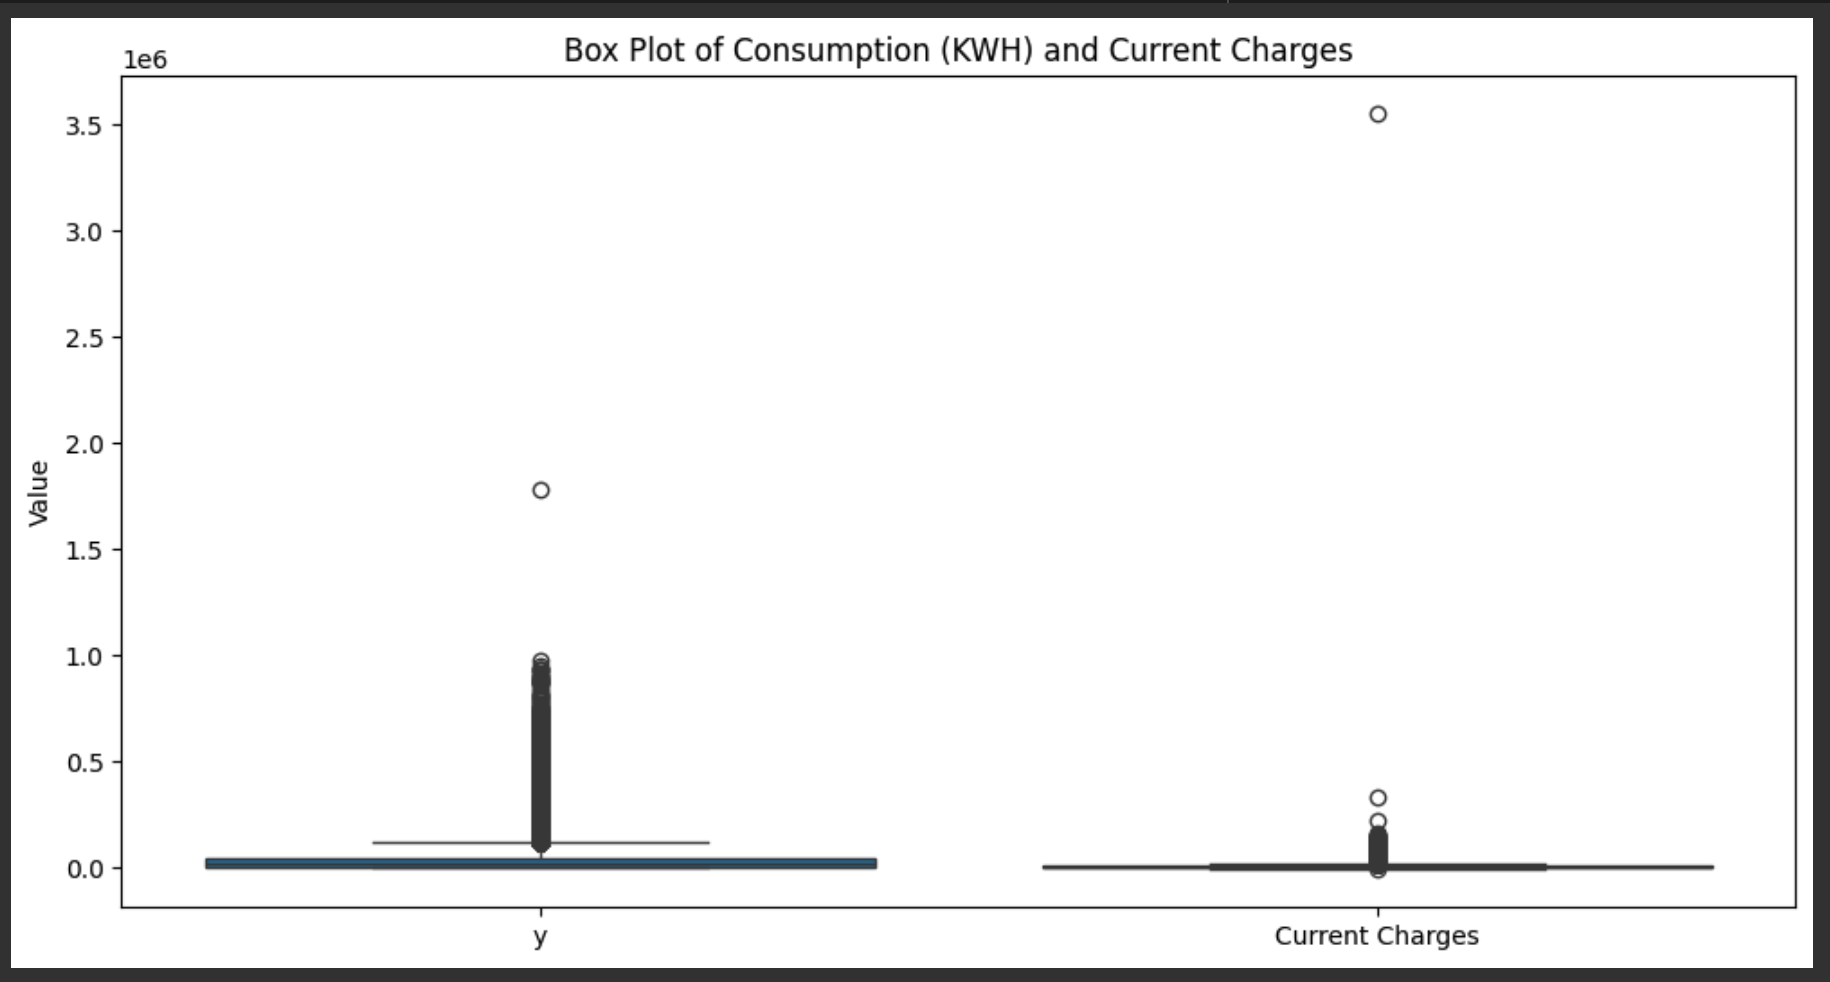 Box Plot of Consumption (KWH) and Current Charges
1e6
3.5
3.0
2.5
2.0
1.5
1.0
0.5
0.0
Value
y
Current Charges